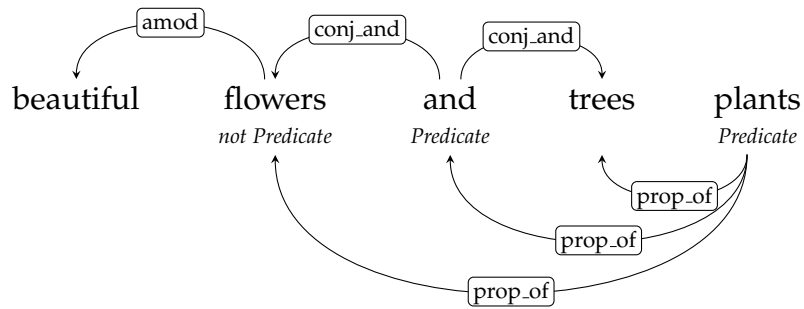 amod
conj_and
conj_and
beautiful flowers and trees plants
not Predicate Predicate Predicate
prop_of
prop_of
prop_of